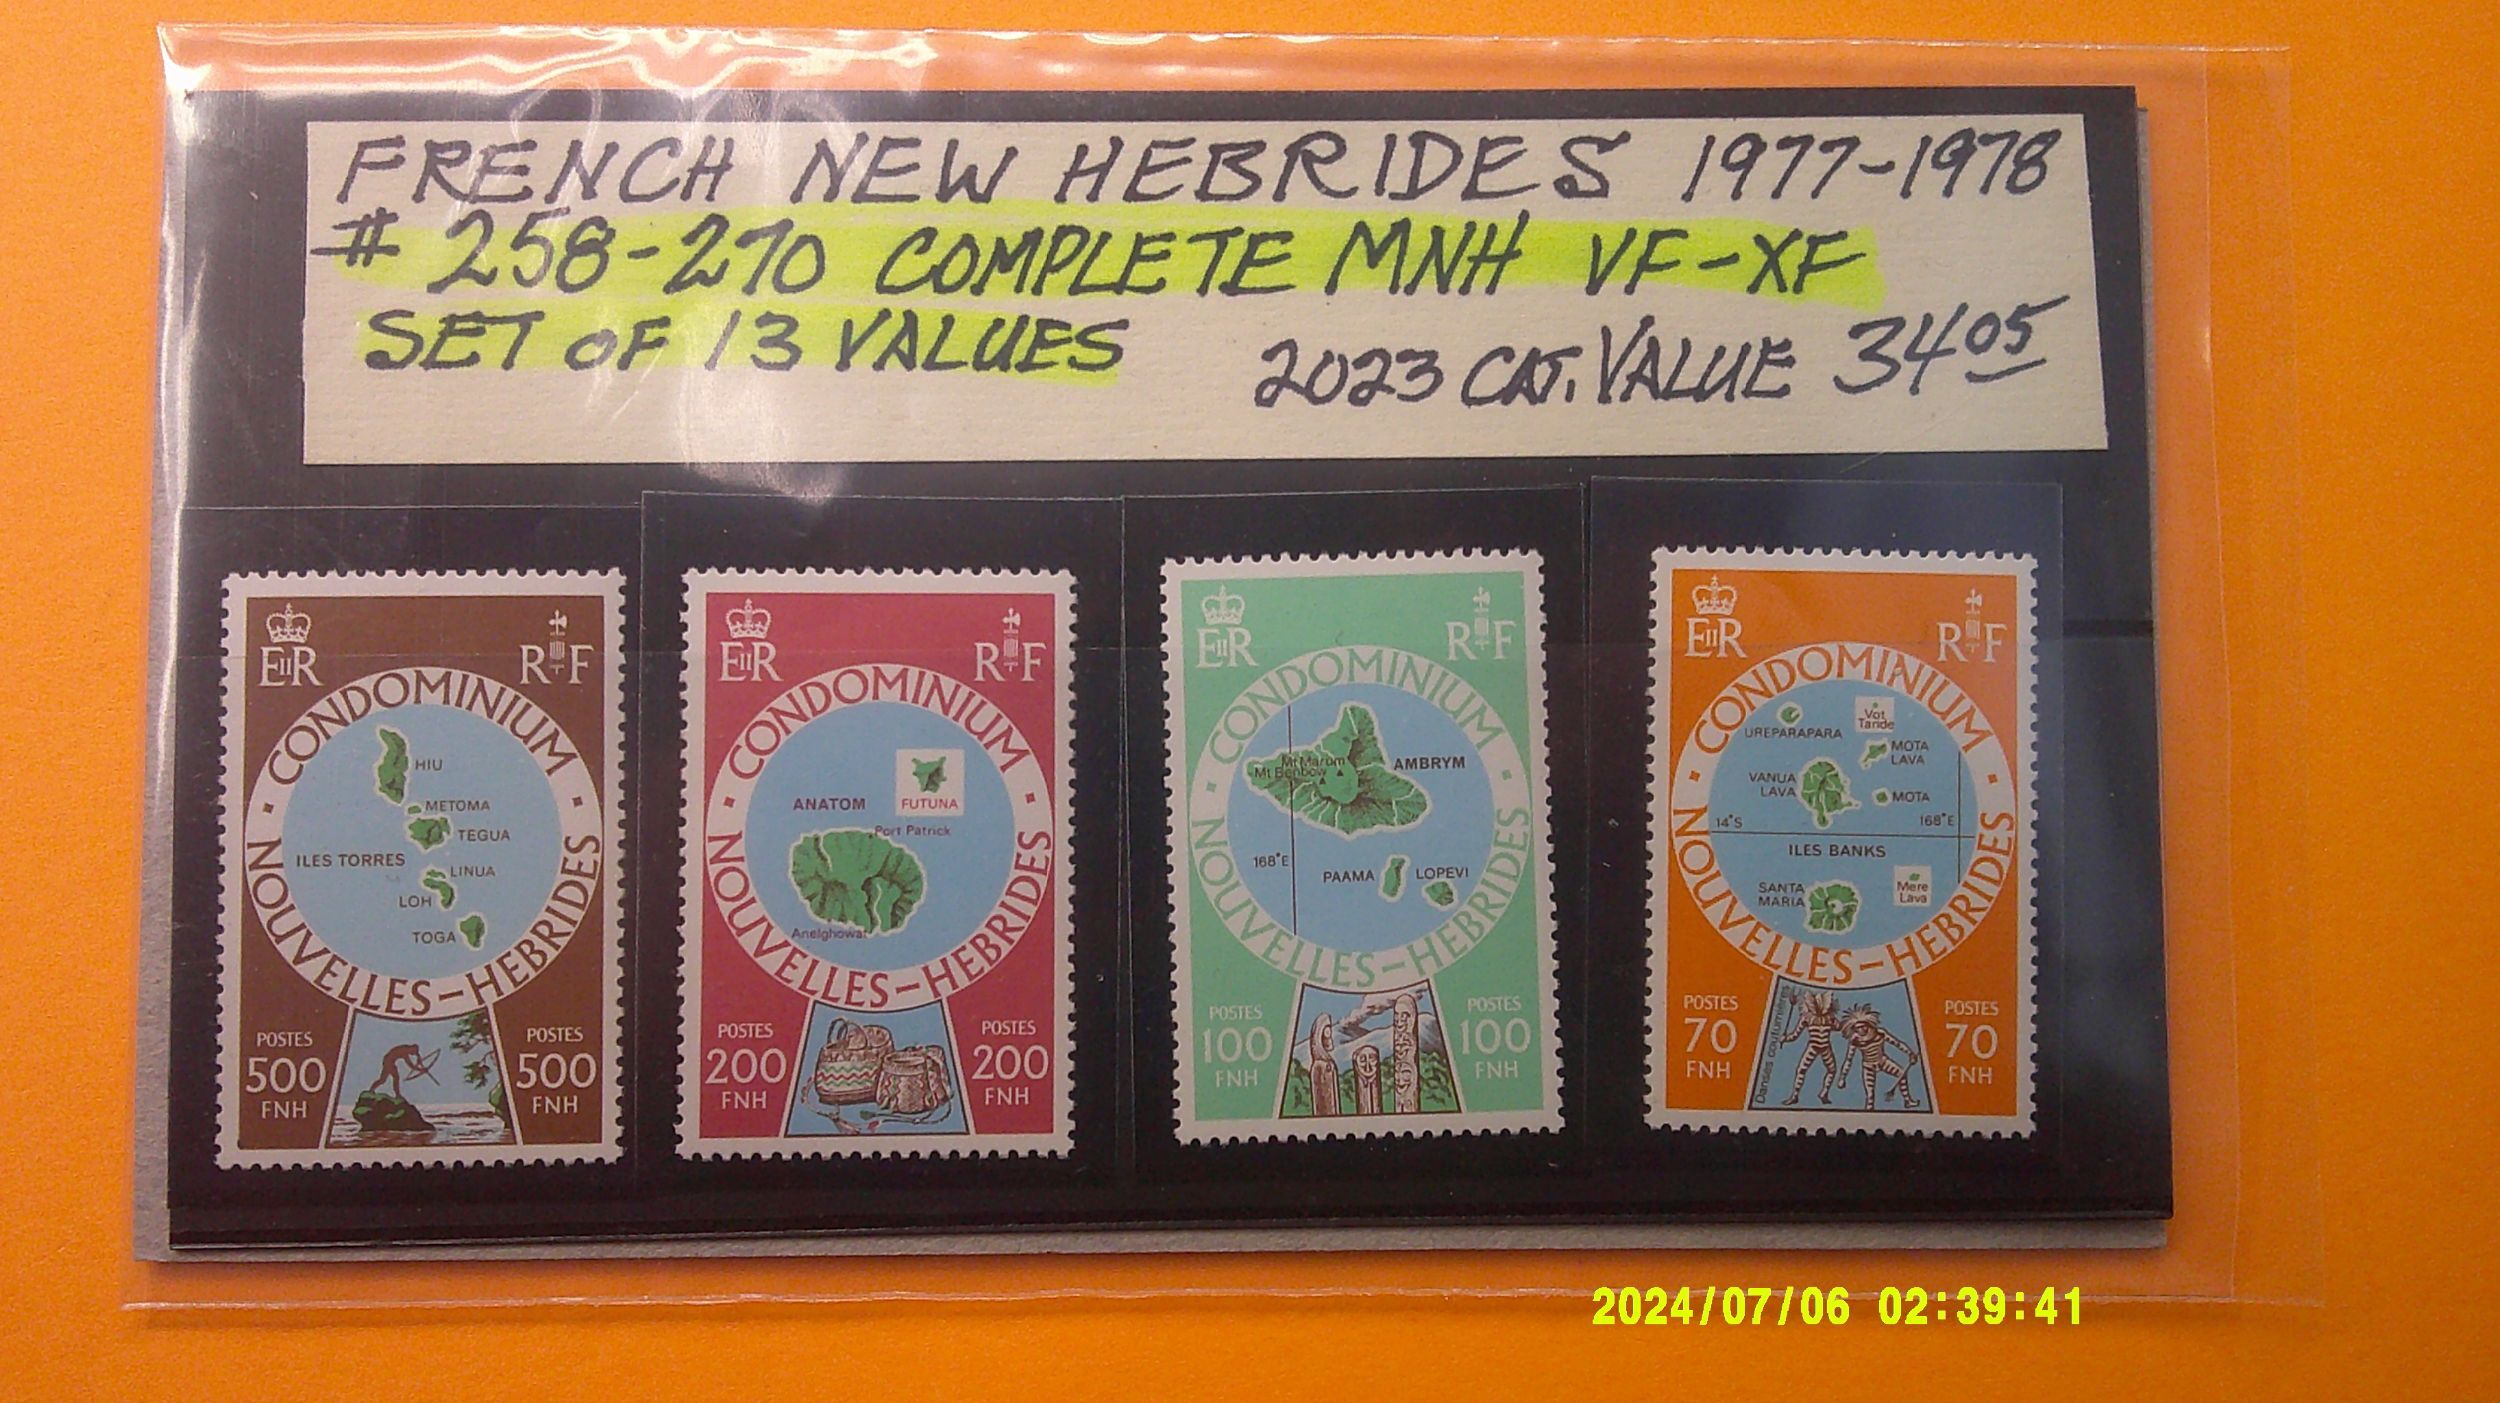 FRENCH NEW HEBRIDES 1977-1978
# 258-270 COMPLETE MNH VF-XF
SET OF 13 VALUES
2023 CAT. VALUE 34 05
EIIR RF
CONDOMINIUM
HIU
METOMA
TEGUA
ILES TORRES
LINUA
LOH
TOGA
NOUVELLES-HEBRIDES
POSTES POSTES
500 500
FNH FNH
EIIR RF
CONDOMINIUM
ANATOM FUTUNA
Port Patrick
Anelghowat
NOUVELLES-HEBRIDES
POSTES POSTES
200 200
FNH FNH
EIIR RF
CONDOMINIUM
Mt Marum
Mt Benbow
AMBRYM
168°E
PAAMA LOPEVI
NOUVELLES-HEBRIDES
POSTES POSTES
100 100
FNH FNH
EIIR RF
CONDOMINIUM
Vot
Tande
UREPARAPARA
MOTA
LAVA
VANUA
LAVA
MOTA
14°S 168°E
ILES BANKS
SANTA
MARIA
Mere
Lava
NOUVELLES-HEBRIDES
POSTES POSTES
70 70
FNH FNH
Danses coutumières
2024/07/06 02:39:41